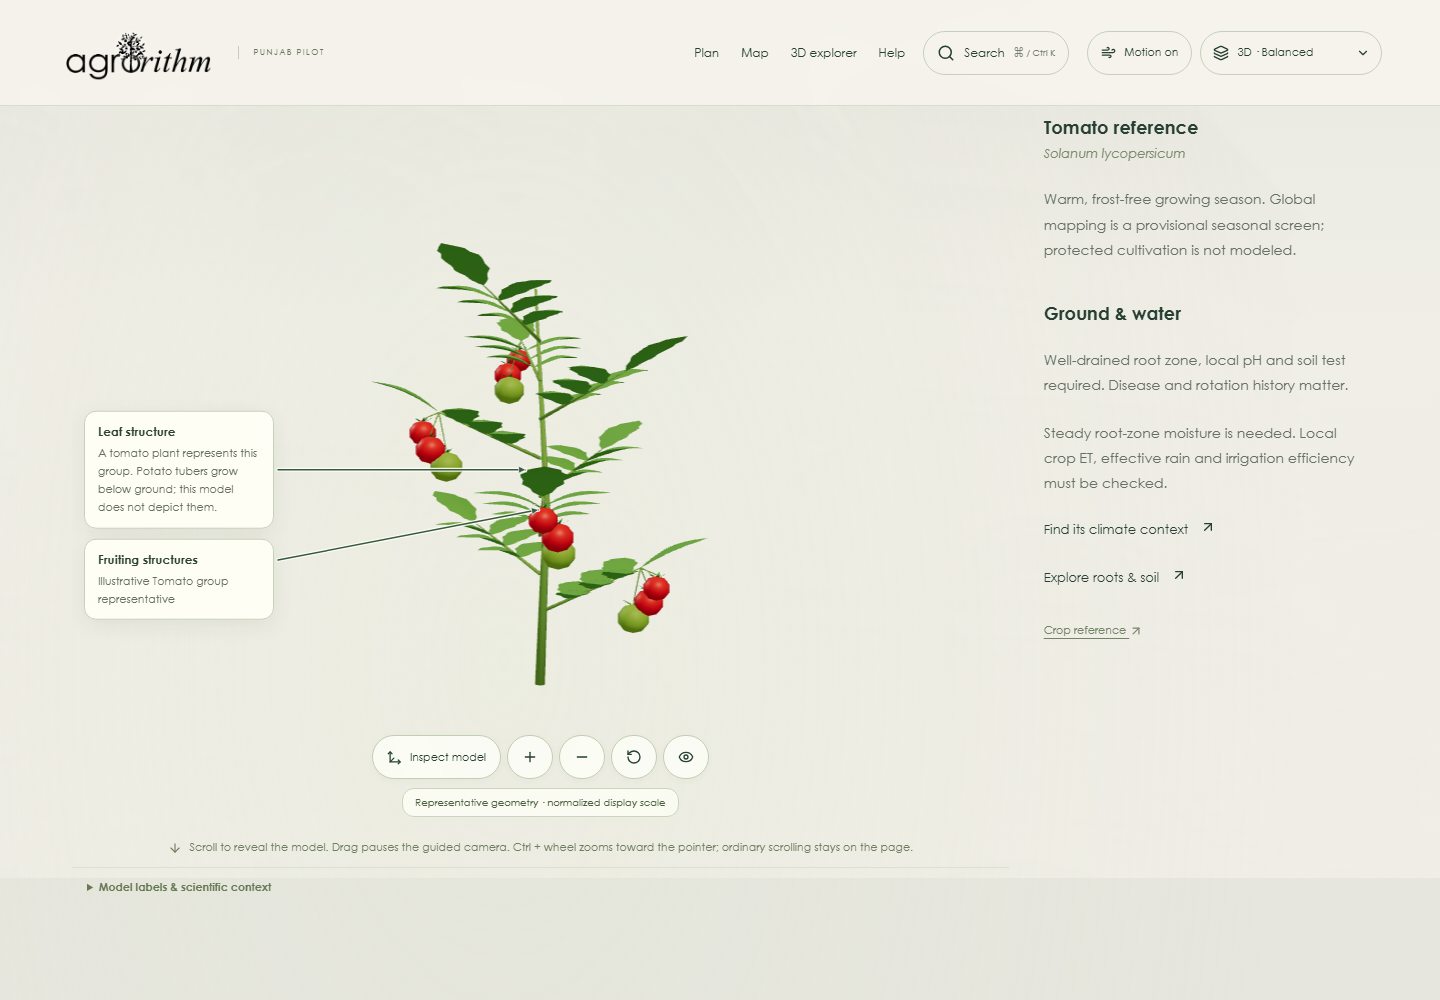 agrorithm
PUNJAB PILOT
Plan
Map
3D explorer
Help
Search ⌘ / Ctrl K
Motion on
3D · Balanced
Tomato reference
Solanum lycopersicum
Warm, frost-free growing season. Global
mapping is a provisional seasonal screen;
protected cultivation is not modeled.
Ground & water
Well-drained root zone, local pH and soil test
required. Disease and rotation history matter.
Steady root-zone moisture is needed. Local
crop ET, effective rain and irrigation efficiency
must be checked.
Find its climate context
Explore roots & soil
Crop reference
Leaf structure
A tomato plant represents this
group. Potato tubers grow
below ground; this model
does not depict them.
Fruiting structures
Illustrative Tomato group
representative
Inspect model
Representative geometry · normalized display scale
Scroll to reveal the model. Drag pauses the guided camera. Ctrl + wheel zooms toward the pointer; ordinary scrolling stays on the page.
Model labels & scientific context